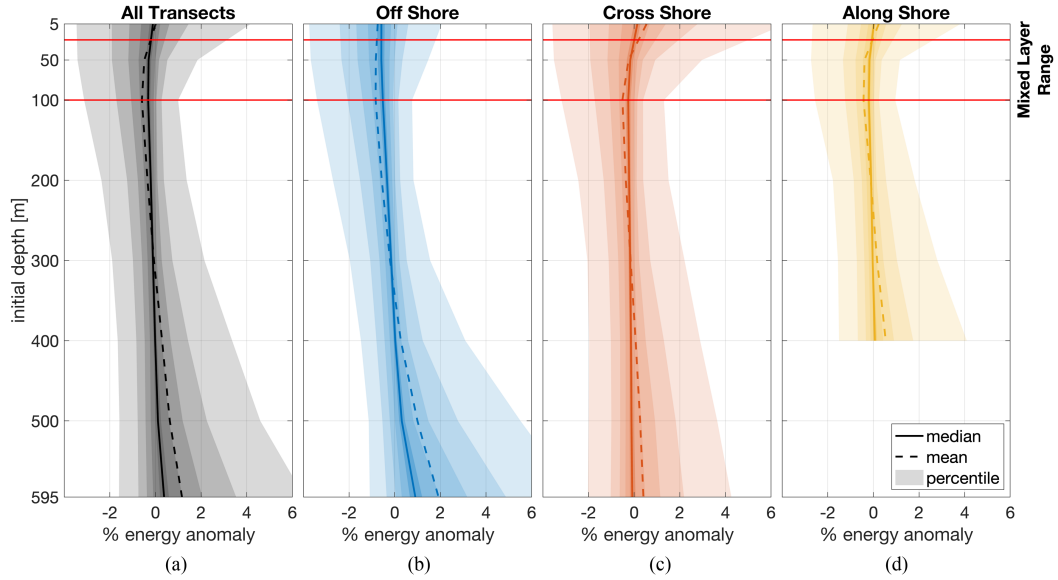 All Transects
Off Shore
Cross Shore
Along Shore
5
50
100
200
300
400
500
595
initial depth [m]
Mixed Layer
Range
median
mean
percentile
-2 0 2 4 6
-2 0 2 4 6
-2 0 2 4 6
-2 0 2 4 6
% energy anomaly
% energy anomaly
% energy anomaly
% energy anomaly
(a)
(b)
(c)
(d)